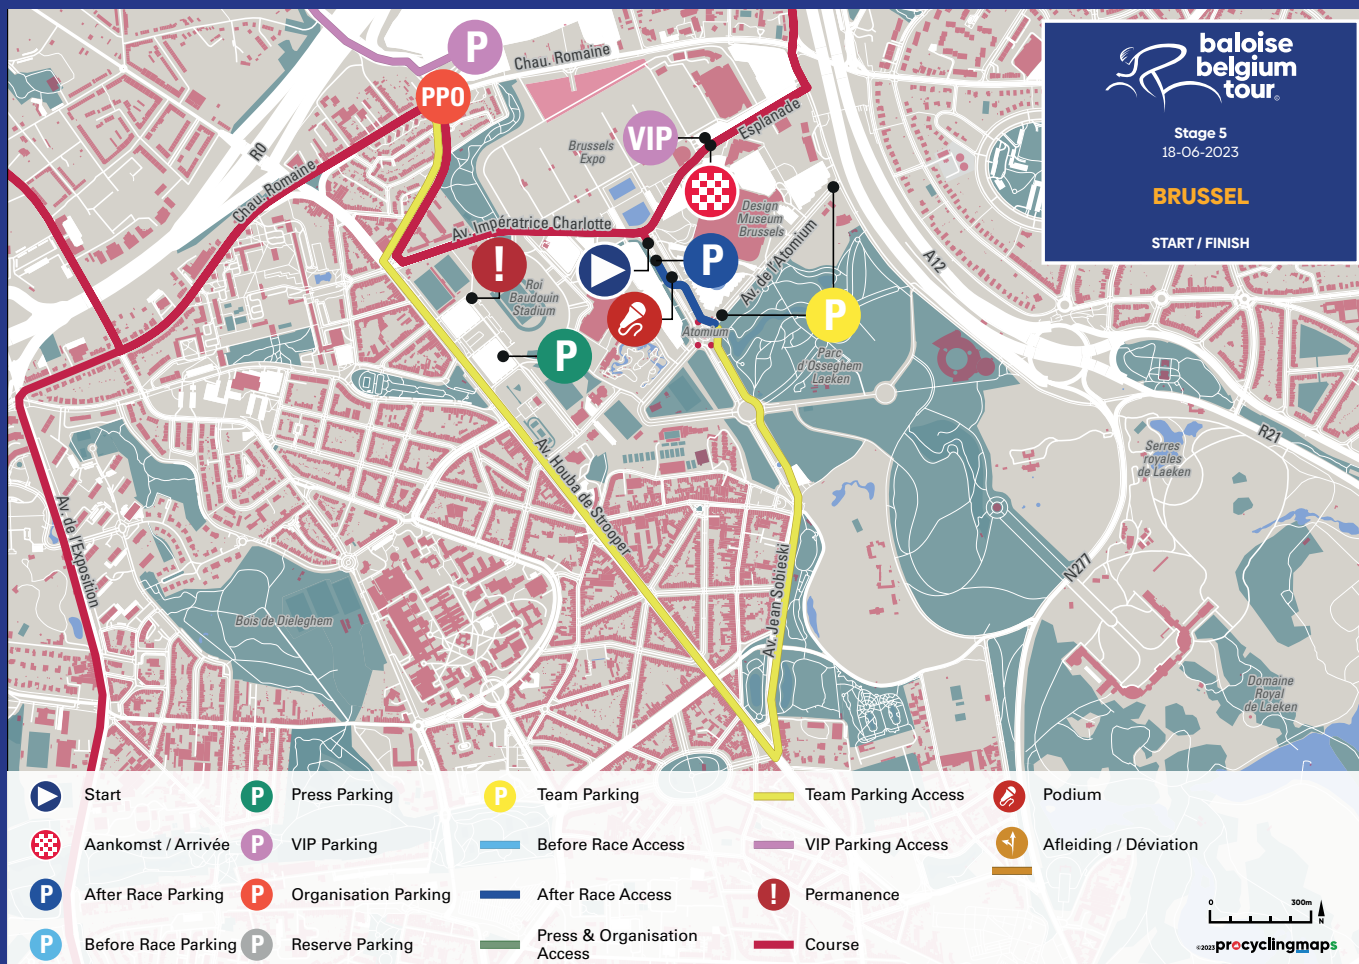 baloise
belgium
tour
Stage 5
18-06-2023
BRUSSEL
START / FINISH
P
PPO
Chau. Romaine
R0
Chau. Romaine
VIP
Esplanade
Brussels
Expo
Design
Museum
Brussels
Av. Impératrice Charlotte
!
Roi
Baudouin
Stadium
P
Av. de l'Atomium
A12
P
Atomium
P
Parc
d'Osseghem
Laeken
R21
Serres
royales
de Laeken
Av. Houba de Strooper
Av. de l'Exposition
N277
Av. Jean Sobieski
Bois de Dieleghem
Domaine
Royal
de Laeken
Start
P Press Parking
P Team Parking
Team Parking Access
Podium
Aankomst / Arrivée
P VIP Parking
Before Race Access
VIP Parking Access
Afleiding / Déviation
P After Race Parking
P Organisation Parking
After Race Access
! Permanence
P Before Race Parking
P Reserve Parking
Press & Organisation
Access
Course
0 300m
N
©2023 procyclingmaps